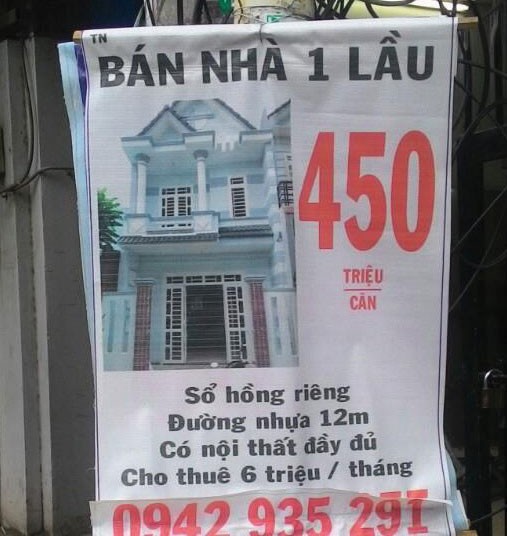 TN
BÁN NHÀ 1 LẦU
450
TRIỆU
CĂN
Sổ hồng riêng
Đường nhựa 12m
Có nội thất đầy đủ
Cho thuê 6 triệu / tháng
0942 935 291